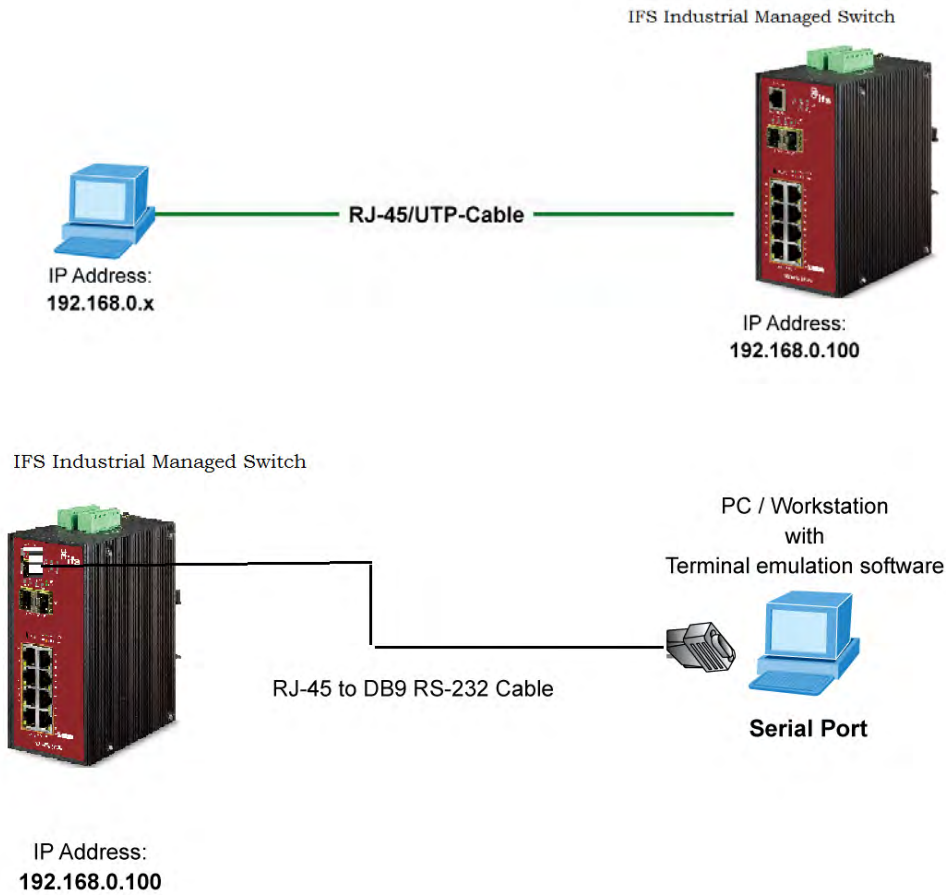 IFS Industrial Managed Switch
ifs
RJ-45/UTP-Cable
IP Address:
192.168.0.x
IP Address:
192.168.0.100
IFS Industrial Managed Switch
ifs
PC / Workstation
with
Terminal emulation software
RJ-45 to DB9 RS-232 Cable
Serial Port
IP Address:
192.168.0.100